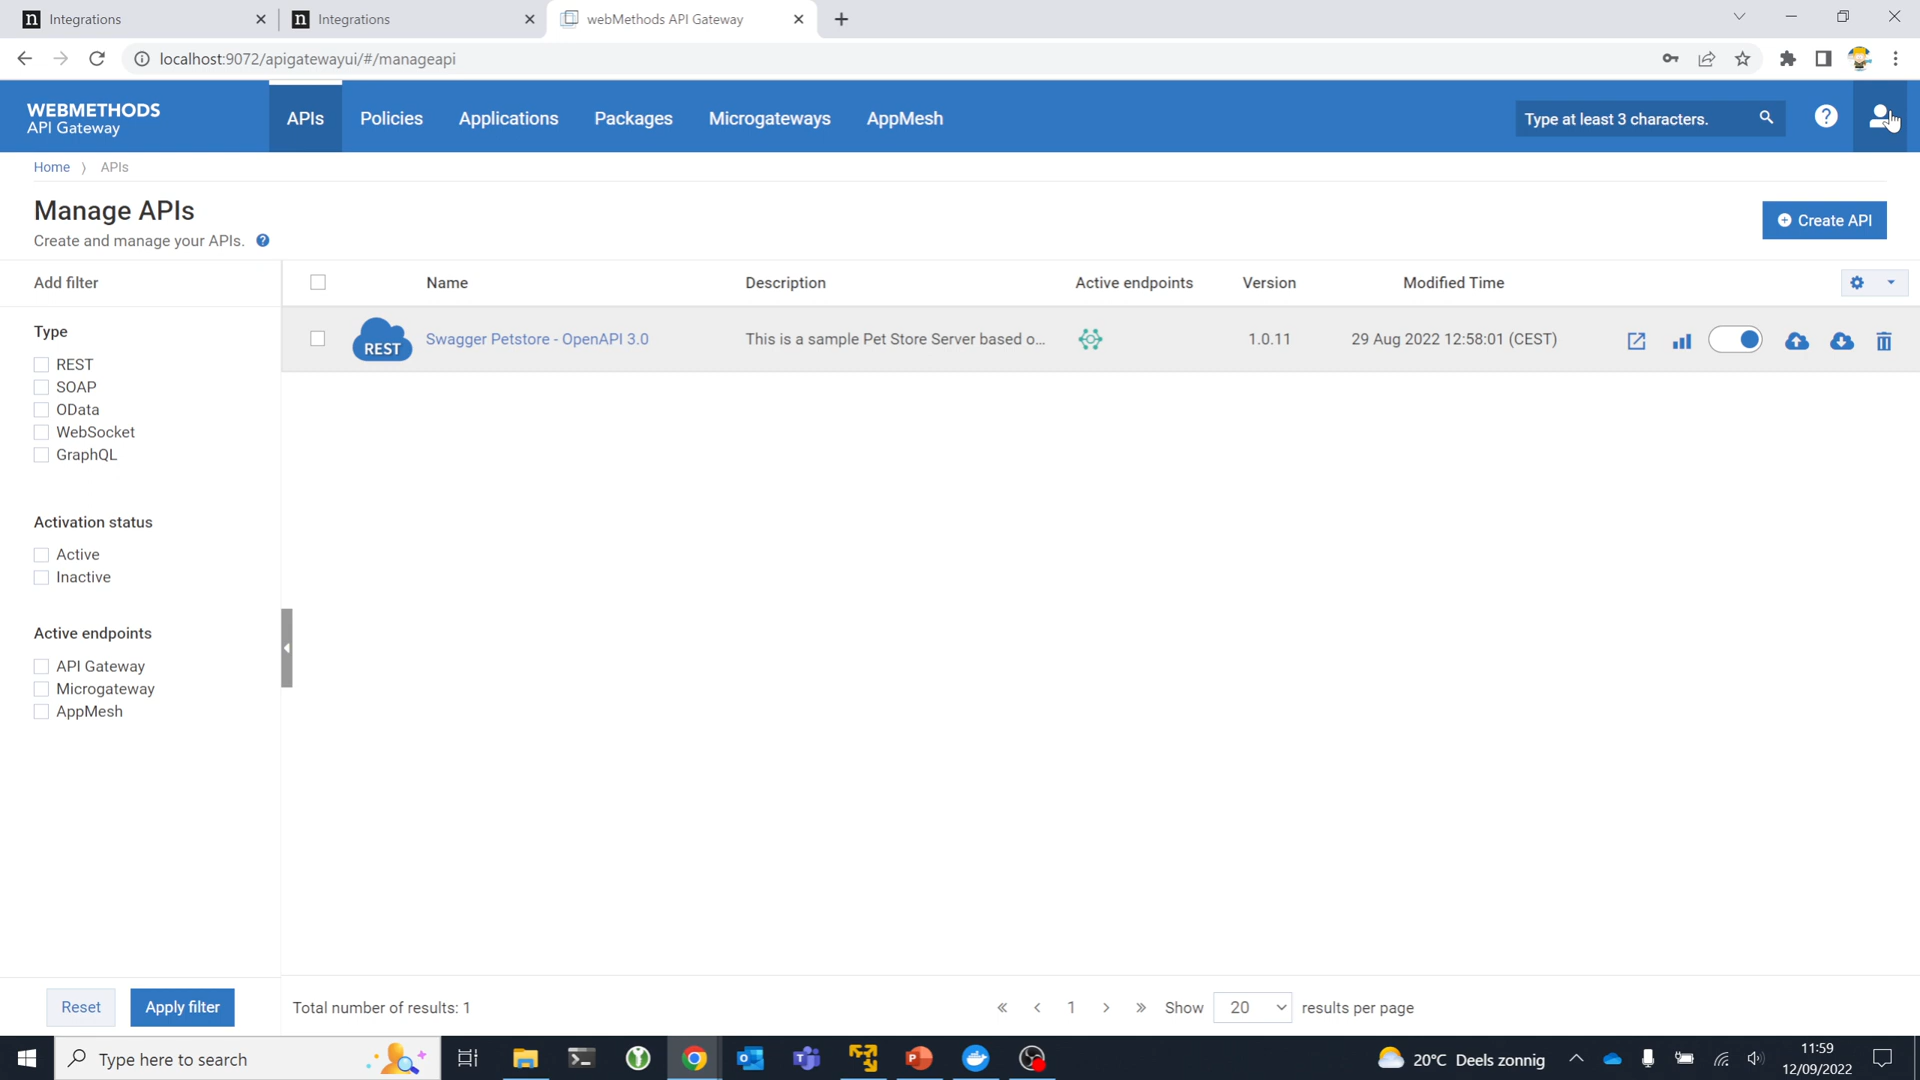 Integrations
Integrations
webMethods API Gateway
localhost:9072/apigatewayui/#/manageapi
WEBMETHODS
API Gateway
APIs
Policies
Applications
Packages
Microgateways
AppMesh
Type at least 3 characters.
Home
APIs
Manage APIs
Create and manage your APIs.
Create API
Add filter
Name
Description
Active endpoints
Version
Modified Time
Type
REST
SOAP
OData
WebSocket
GraphQL
REST
Swagger Petstore - OpenAPI 3.0
This is a sample Pet Store Server based o...
1.0.11
29 Aug 2022 12:58:01 (CEST)
Activation status
Active
Inactive
Active endpoints
API Gateway
Microgateway
AppMesh
Reset
Apply filter
Total number of results: 1
« ‹ 1 › »
Show
20
results per page
Type here to search
20°C Deels zonnig
11:59
12/09/2022